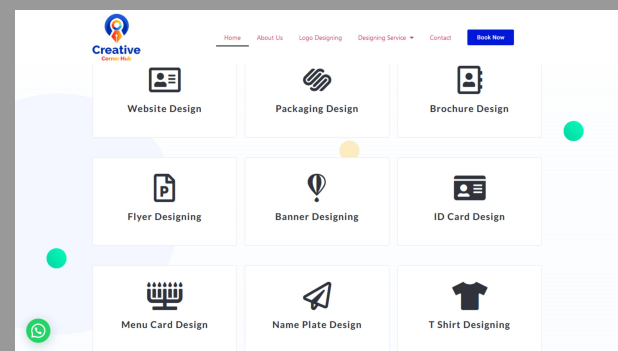 Creative
Corner Hub
Home About Us Logo Designing Designing Service Contact Book Now
Website Design Packaging Design Brochure Design
P
Flyer Designing Banner Designing ID Card Design
Menu Card Design Name Plate Design T Shirt Designing